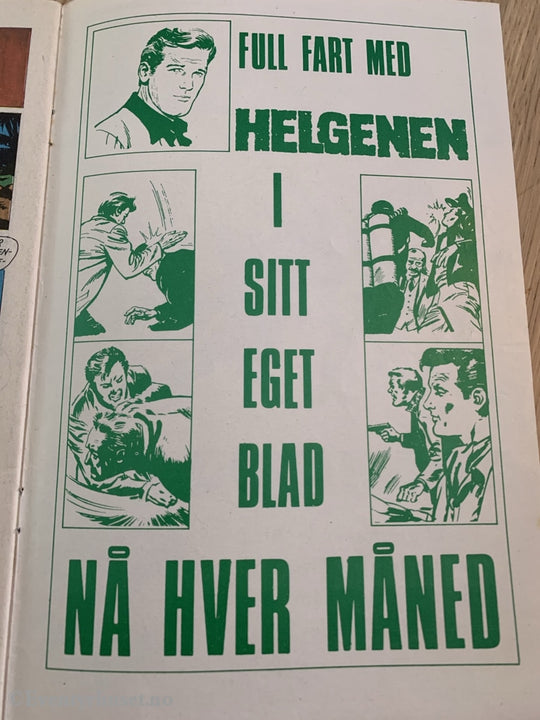 FULL FART MED
HELGENEN
I
SITT
EGET
BLAD
NÅ HVER MÅNED